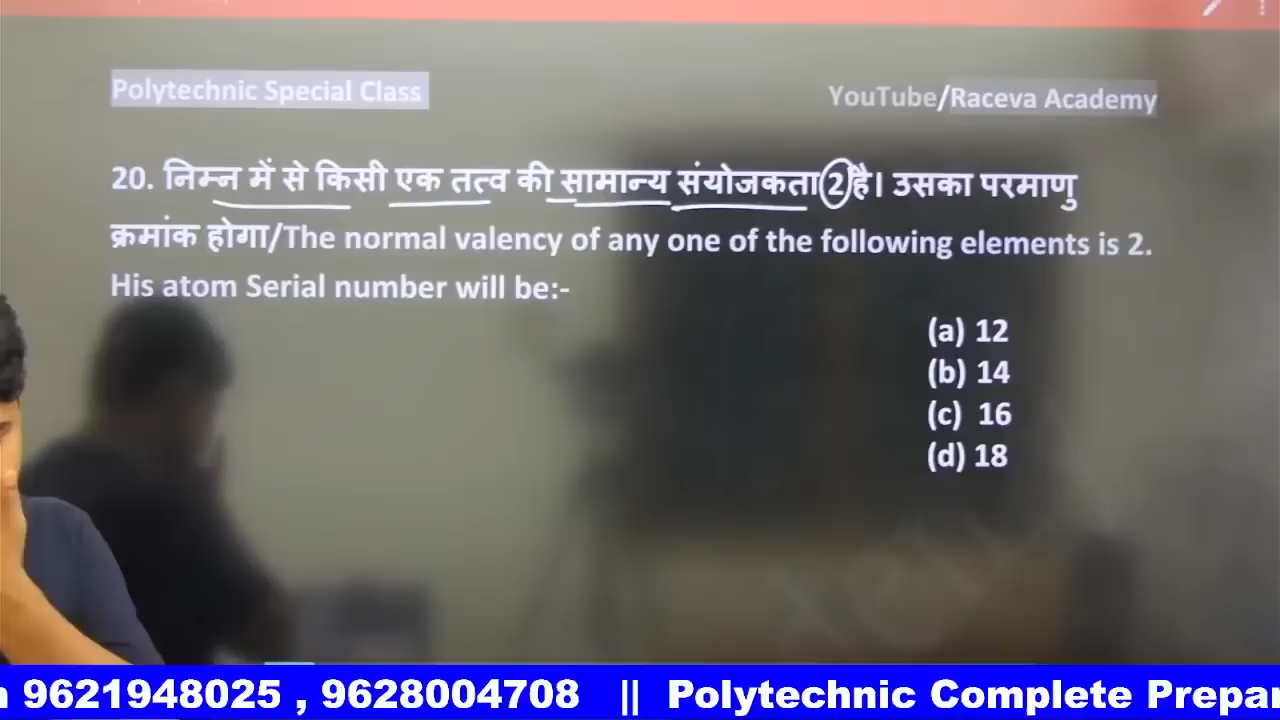 Polytechnic Special Class
YouTube/Raceva Academy
20. निम्न में से किसी एक तत्व की सामान्य संयोजकता 2 है। उसका परमाणु
क्रमांक होगा/The normal valency of any one of the following elements is 2.
His atom Serial number will be:-
(a) 12
(b) 14
(c) 16
(d) 18
9621948025 , 9628004708 || Polytechnic Complete Prepar